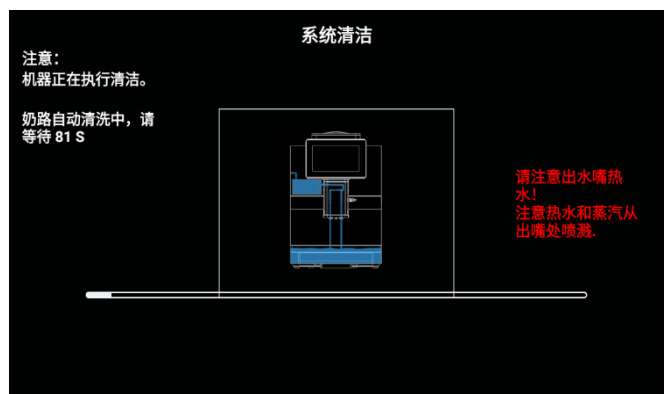 系统清洁
注意：
机器正在执行清洁。
奶路自动清洗中，请
等待 81 S
请注意出水嘴热
水！
注意热水和蒸汽从
出嘴处喷溅.